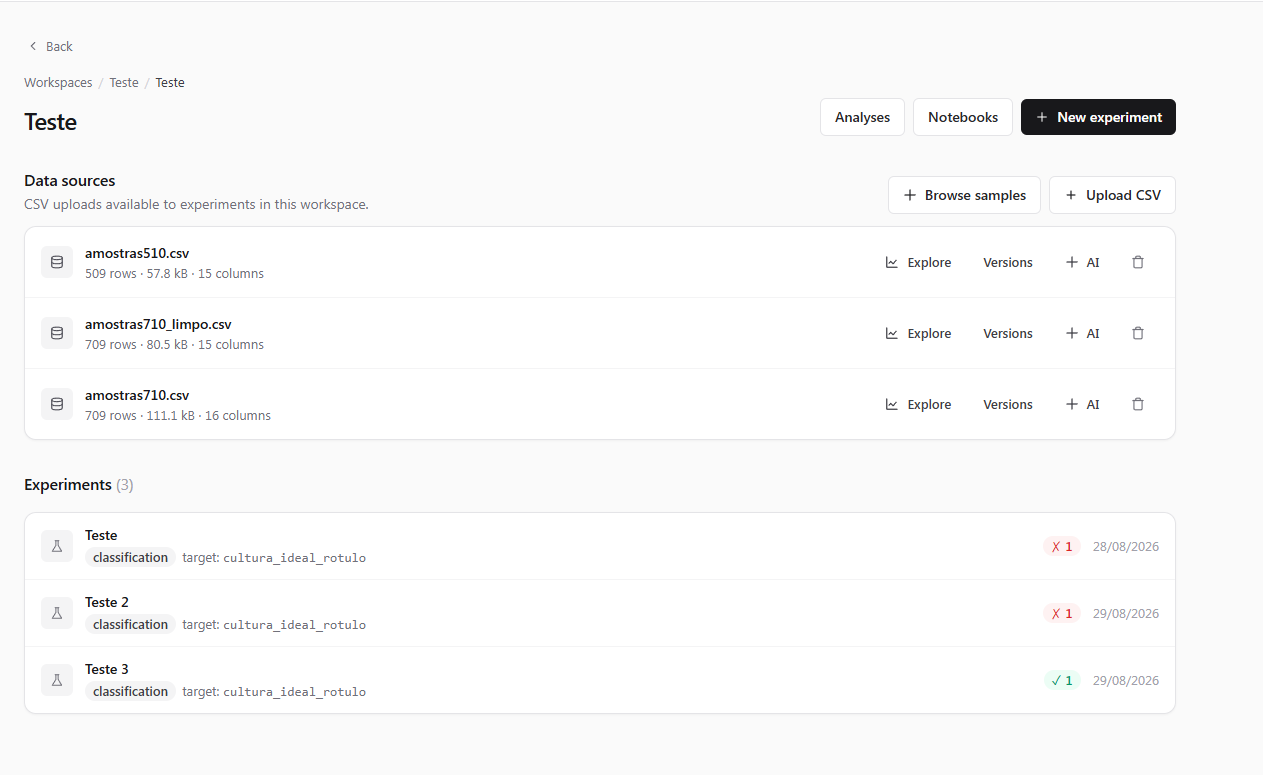 Back
Workspaces / Teste / Teste
Teste
Analyses
Notebooks
+ New experiment
Data sources
CSV uploads available to experiments in this workspace.
+ Browse samples
+ Upload CSV
amostras510.csv
509 rows · 57.8 kB · 15 columns
Explore Versions + AI
amostras710_limpo.csv
709 rows · 80.5 kB · 15 columns
Explore Versions + AI
amostras710.csv
709 rows · 111.1 kB · 16 columns
Explore Versions + AI
Experiments (3)
Teste
classification target: cultura_ideal_rotulo
✗ 1 28/08/2026
Teste 2
classification target: cultura_ideal_rotulo
✗ 1 29/08/2026
Teste 3
classification target: cultura_ideal_rotulo
✓ 1 29/08/2026